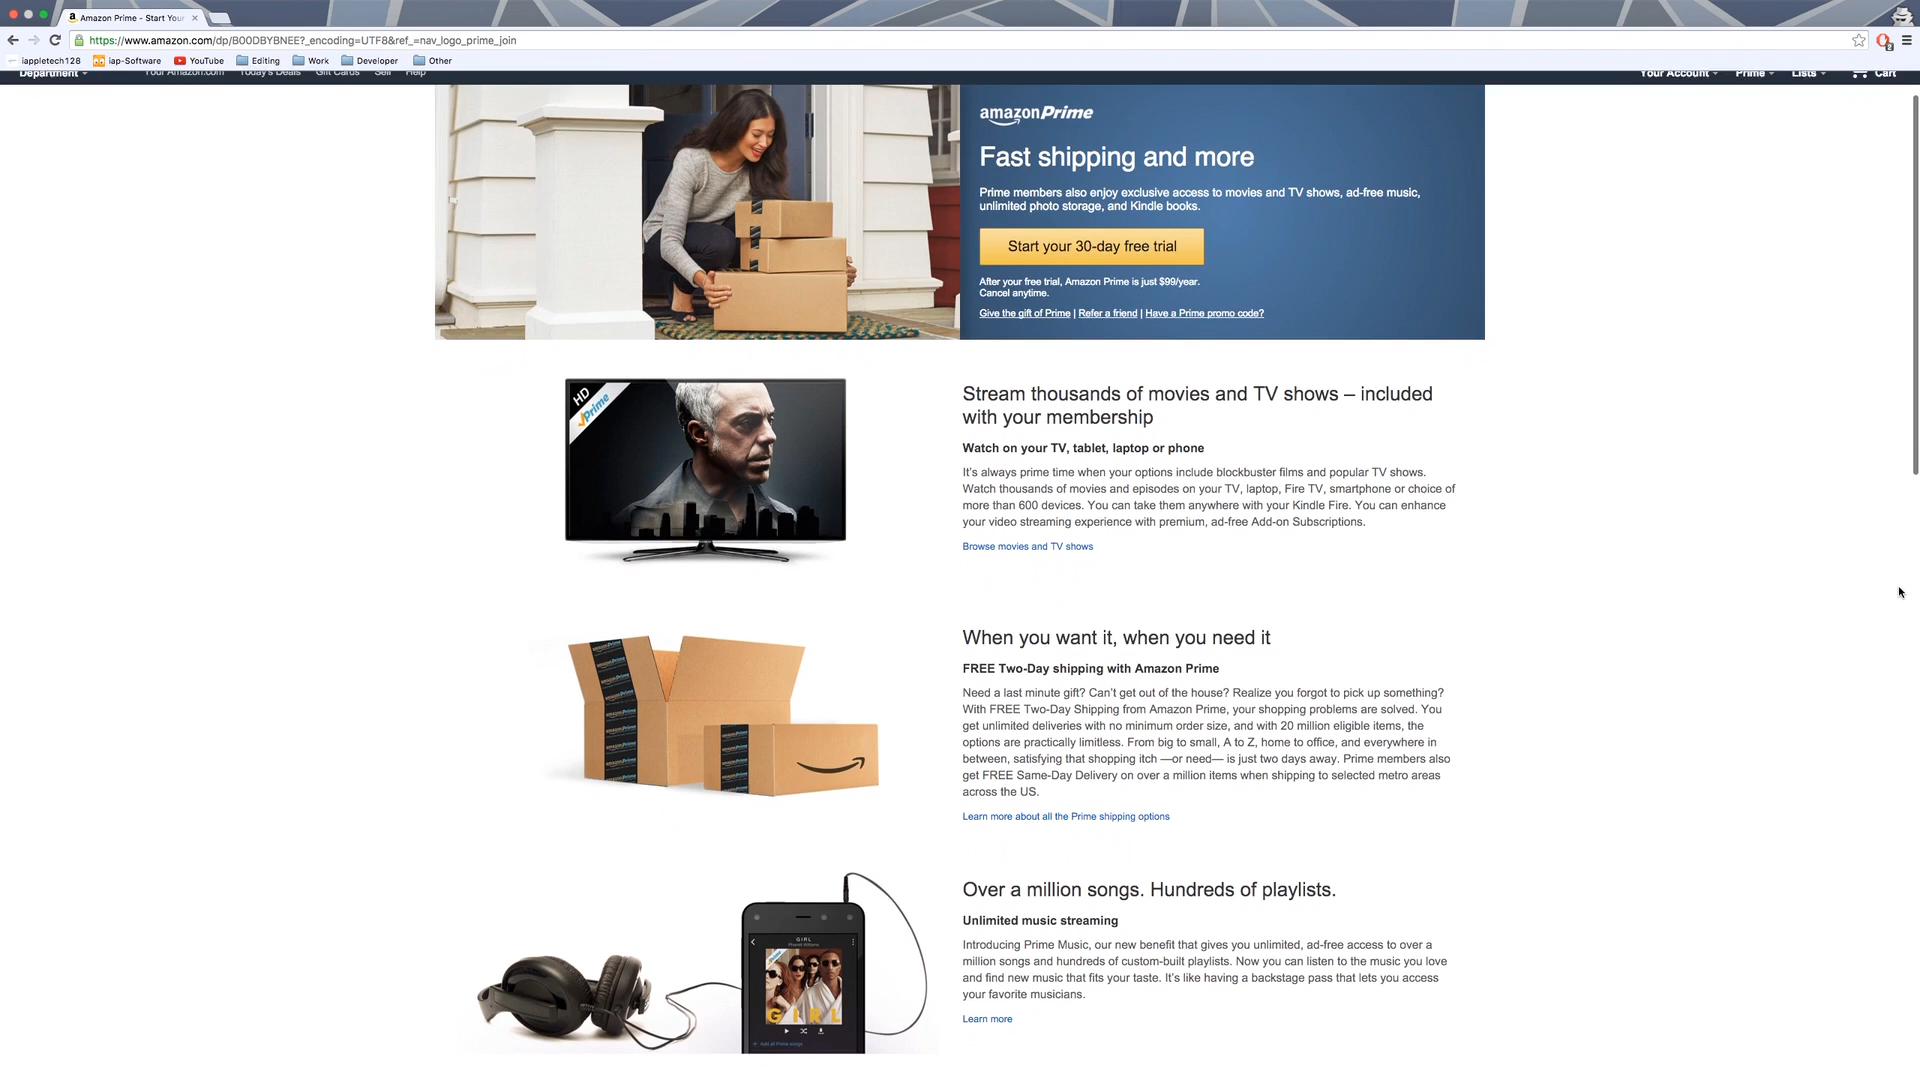 Amazon Prime - Start Your
https://www.amazon.com/dp/B00DBYBNEE?_encoding=UTF8&ref_=nav_logo_prime_join
iappletech128 iap-Software YouTube Editing Work Developer Other
Department Your Amazon.com Today's Deals Gift Cards Sell Help Your Account Prime Lists Cart
amazonPrime
Fast shipping and more
Prime members also enjoy exclusive access to movies and TV shows, ad-free music,
unlimited photo storage, and Kindle books.
Start your 30-day free trial
After your free trial, Amazon Prime is just $99/year.
Cancel anytime.
Give the gift of Prime | Refer a friend | Have a Prime promo code?
HD
Prime
Stream thousands of movies and TV shows – included
with your membership
Watch on your TV, tablet, laptop or phone
It's always prime time when your options include blockbuster films and popular TV shows.
Watch thousands of movies and episodes on your TV, laptop, Fire TV, smartphone or choice of
more than 600 devices. You can take them anywhere with your Kindle Fire. You can enhance
your video streaming experience with premium, ad-free Add-on Subscriptions.
Browse movies and TV shows
When you want it, when you need it
FREE Two-Day shipping with Amazon Prime
Need a last minute gift? Can't get out of the house? Realize you forgot to pick up something?
With FREE Two-Day Shipping from Amazon Prime, your shopping problems are solved. You
get unlimited deliveries with no minimum order size, and with 20 million eligible items, the
options are practically limitless. From big to small, A to Z, home to office, and everywhere in
between, satisfying that shopping itch —or need— is just two days away. Prime members also
get FREE Same-Day Delivery on over a million items when shipping to selected metro areas
across the US.
Learn more about all the Prime shipping options
Over a million songs. Hundreds of playlists.
Unlimited music streaming
Introducing Prime Music, our new benefit that gives you unlimited, ad-free access to over a
million songs and hundreds of custom-built playlists. Now you can listen to the music you love
and find new music that fits your taste. It's like having a backstage pass that lets you access
your favorite musicians.
Learn more
GIRL
Pharrell Williams
GIRL
Add all Prime songs